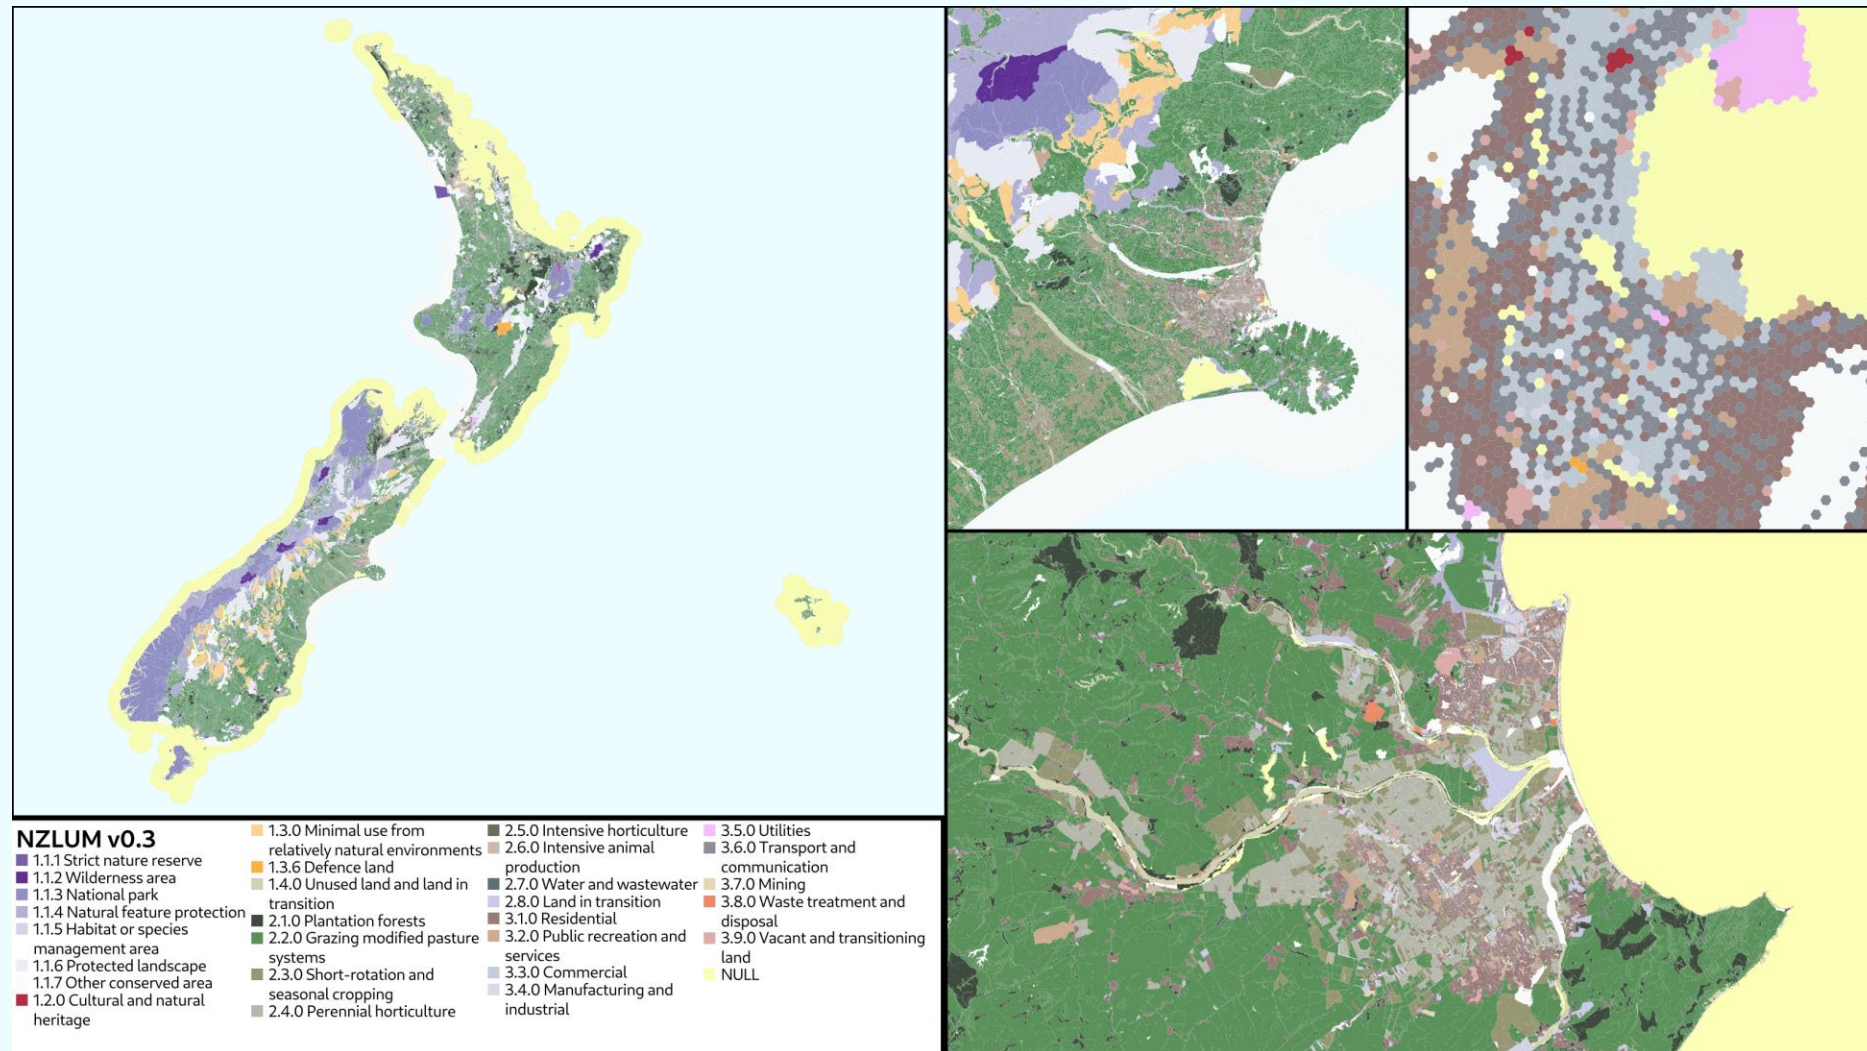 NZLUM v0.3
1.1.1 Strict nature reserve
1.1.2 Wilderness area
1.1.3 National park
1.1.4 Natural feature protection
1.1.5 Habitat or species
management area
1.1.6 Protected landscape
1.1.7 Other conserved area
1.2.0 Cultural and natural
heritage
1.3.0 Minimal use from
relatively natural environments
1.3.6 Defence land
1.4.0 Unused land and land in
transition
2.1.0 Plantation forests
2.2.0 Grazing modified pasture
systems
2.3.0 Short-rotation and
seasonal cropping
2.4.0 Perennial horticulture
2.5.0 Intensive horticulture
2.6.0 Intensive animal
production
2.7.0 Water and wastewater
2.8.0 Land in transition
3.1.0 Residential
3.2.0 Public recreation and
services
3.3.0 Commercial
3.4.0 Manufacturing and
industrial
3.5.0 Utilities
3.6.0 Transport and
communication
3.7.0 Mining
3.8.0 Waste treatment and
disposal
3.9.0 Vacant and transitioning
land
NULL